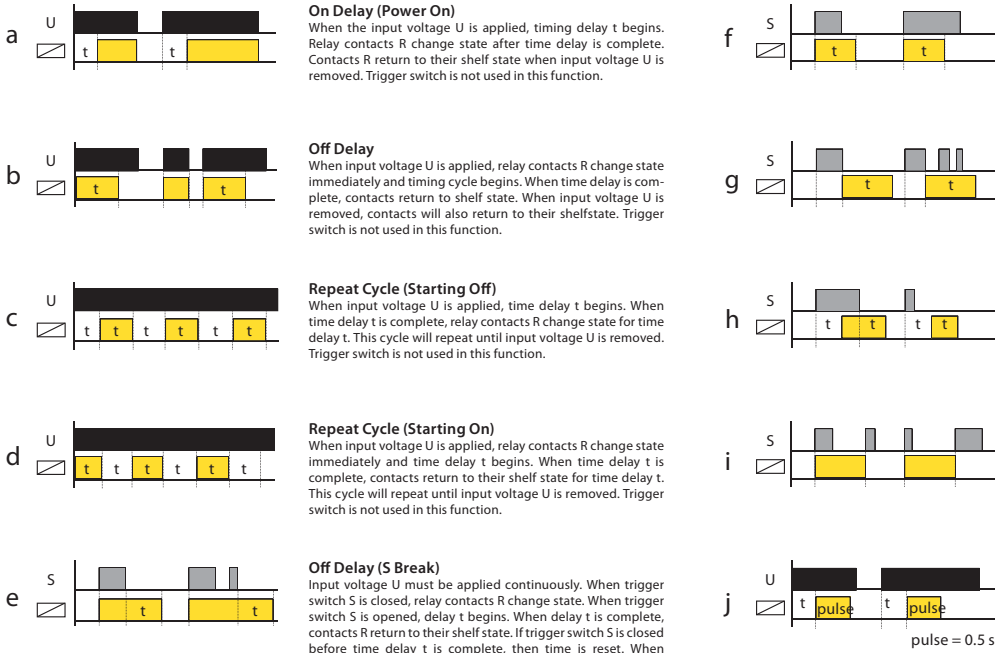 a
U
t
t
On Delay (Power On)
When the input voltage U is applied, timing delay t begins.
Relay contacts R change state after time delay is complete.
Contacts R return to their shelf state when input voltage U is
removed. Trigger switch is not used in this function.
b
U
t
t
Off Delay
When input voltage U is applied, relay contacts R change state
immediately and timing cycle begins. When time delay is com-
plete, contacts return to shelf state. When input voltage U is
removed, contacts will also return to their shelfstate. Trigger
switch is not used in this function.
c
U
t t t t t t
Repeat Cycle (Starting Off)
When input voltage U is applied, time delay t begins. When
time delay t is complete, relay contacts R change state for time
delay t. This cycle will repeat until input voltage U is removed.
Trigger switch is not used in this function.
d
U
t t t t t t
Repeat Cycle (Starting On)
When input voltage U is applied, relay contacts R change state
immediately and time delay t begins. When time delay t is
complete, contacts return to their shelf state for time delay t.
This cycle will repeat until input voltage U is removed. Trigger
switch is not used in this function.
e
S
t
t
Off Delay (S Break)
Input voltage U must be applied continuously. When trigger
switch S is closed, relay contacts R change state. When trigger
switch S is opened, delay t begins. When delay t is complete,
contacts R return to their shelf state. If trigger switch S is closed
before time delay t is complete, then time is reset. When
f
S
t
t
g
S
t
t
h
S
t t t t
i
S
j
U
t pulse t pulse
pulse = 0.5 s